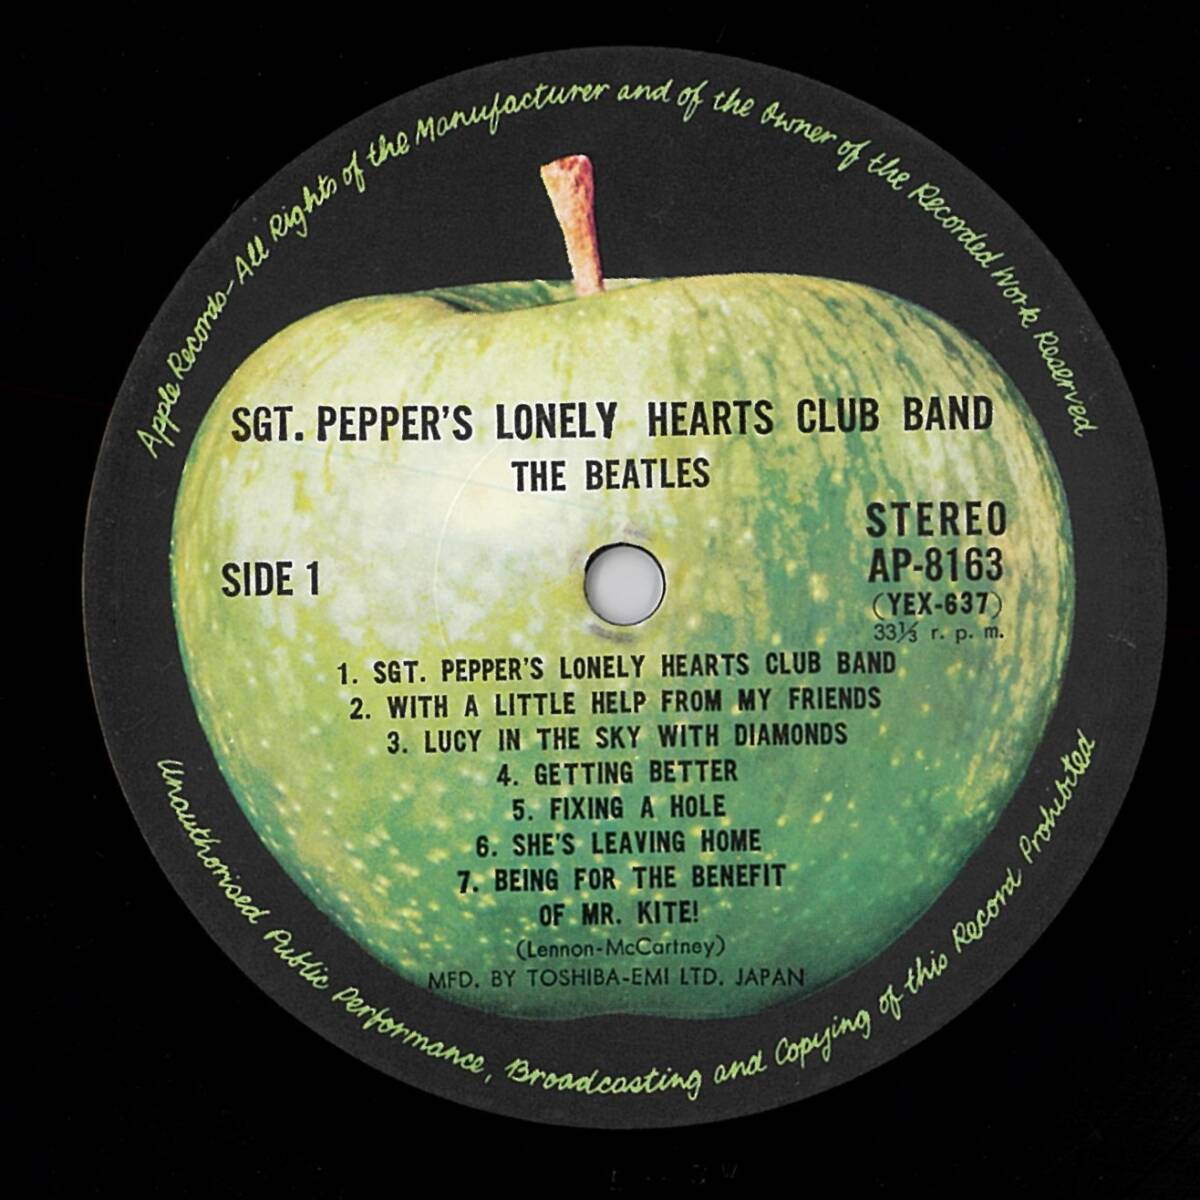 Apple Records - All Rights of the Manufacturer and of the Owner of the Recorded Work Reserved
SGT. PEPPER'S LONELY HEARTS CLUB BAND
THE BEATLES
STEREO
AP-8163
SIDE 1
(YEX-637)
33⅓ r. p. m.
1. SGT. PEPPER'S LONELY HEARTS CLUB BAND
2. WITH A LITTLE HELP FROM MY FRIENDS
3. LUCY IN THE SKY WITH DIAMONDS
4. GETTING BETTER
5. FIXING A HOLE
6. SHE'S LEAVING HOME
7. BEING FOR THE BENEFIT
OF MR. KITE!
(Lennon-McCartney)
MFD. BY TOSHIBA-EMI LTD. JAPAN
Unauthorised Public Performance, Broadcasting and Copying of this Record Prohibited